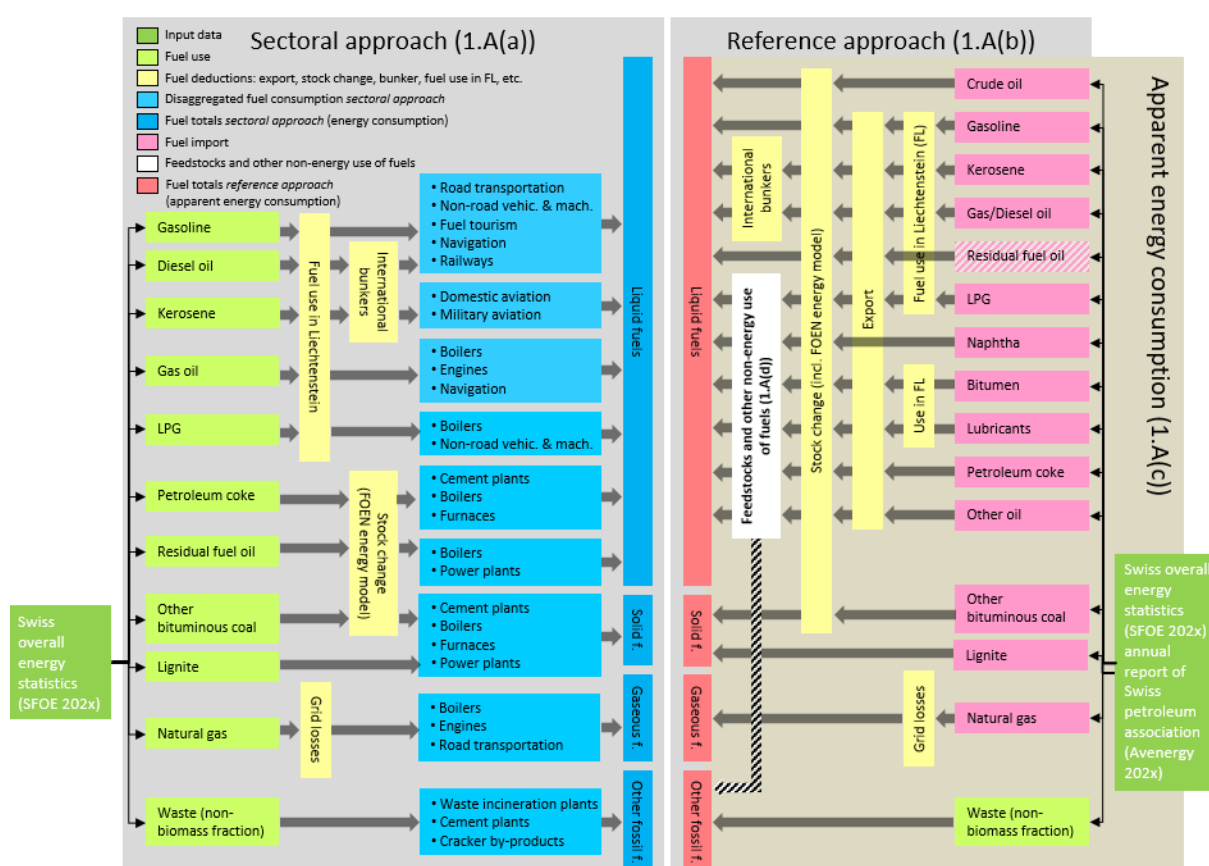 Sectoral approach (1.A(a))
Input data
Fuel use
Fuel deductions: export, stock change, bunker, fuel use in FL, etc.
Disaggregated fuel consumption sectoral approach
Fuel totals sectoral approach (energy consumption)
Fuel import
Feedstocks and other non-energy use of fuels
Fuel totals reference approach
(apparent energy consumption)
Swiss
overall
energy
statistics
(SFOE 202x)
Gasoline
Diesel oil
Kerosene
Gas oil
LPG
Petroleum coke
Residual fuel oil
Other
bituminous coal
Lignite
Natural gas
Waste (non-
biomass fraction)
Fuel use in Liechtenstein
International
bunkers
Stock change
(FOEN energy model)
Grid losses
• Road transportation
• Non-road vehic. & mach.
• Fuel tourism
• Navigation
• Railways
• Domestic aviation
• Military aviation
• Boilers
• Engines
• Navigation
• Boilers
• Non-road vehic. & mach.
• Cement plants
• Boilers
• Furnaces
• Boilers
• Power plants
• Cement plants
• Boilers
• Furnaces
• Power plants
• Boilers
• Engines
• Road transportation
• Waste incineration plants
• Cement plants
• Cracker by-products
Liquid fuels
Solid f.
Gaseous f.
Other fossil f.
Reference approach (1.A(b))
Liquid fuels
Solid f.
Gaseous f.
Other fossil f.
International
bunkers
Feedstocks and other non-energy use
of fuels (1.A(d))
Stock change (incl. FOEN energy model)
Export
Fuel use in Liechtenstein (FL)
Use in FL
Grid losses
Crude oil
Gasoline
Kerosene
Gas/Diesel oil
Residual fuel oil
LPG
Naphtha
Bitumen
Lubricants
Petroleum coke
Other oil
Other
bituminous coal
Lignite
Natural gas
Waste (non-
biomass fraction)
Apparent energy consumption (1.A(c))
Swiss overall
energy
statistics
(SFOE 202x)
annual
report of
Swiss
petroleum
association
(Avenergy
202x)